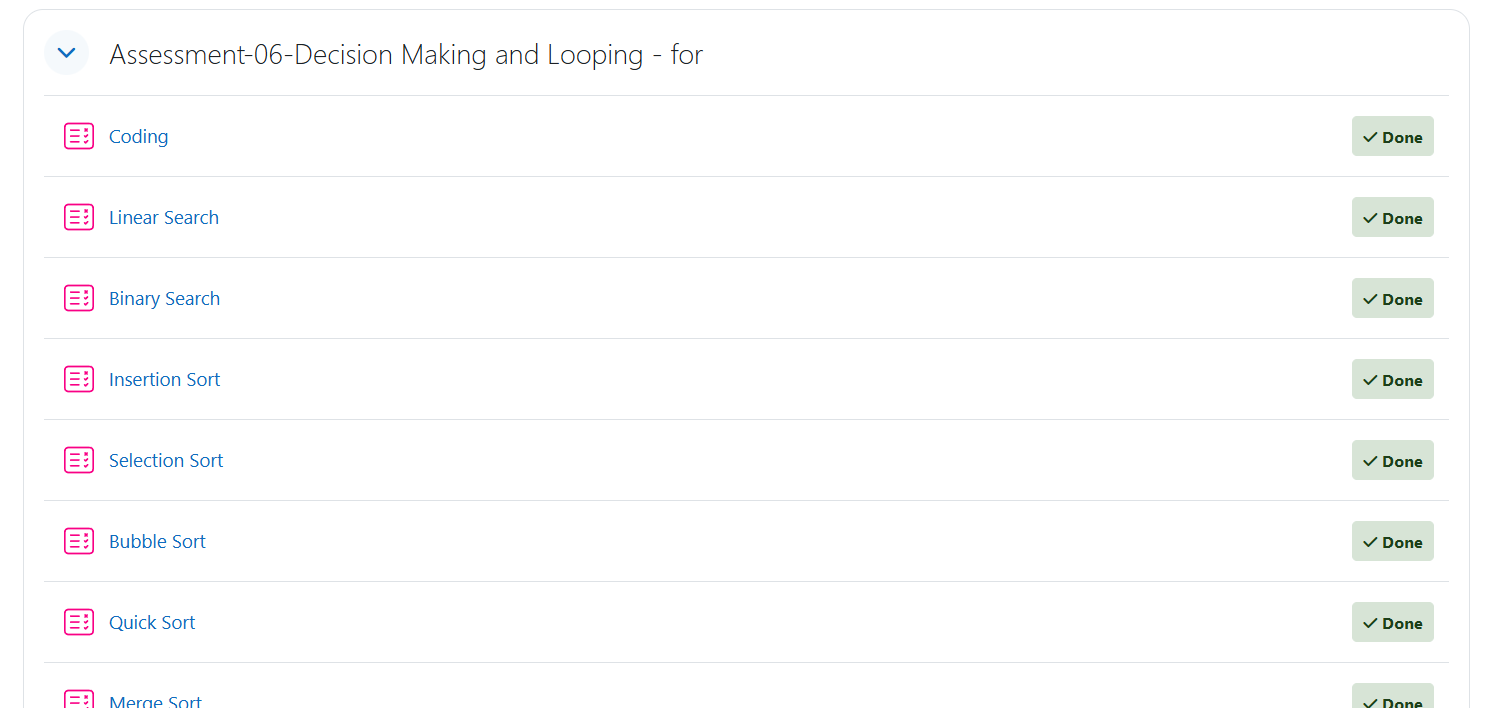 Assessment-06-Decision Making and Looping - for
Coding
Done
Linear Search
Done
Binary Search
Done
Insertion Sort
Done
Selection Sort
Done
Bubble Sort
Done
Quick Sort
Done
Merge Sort
Done